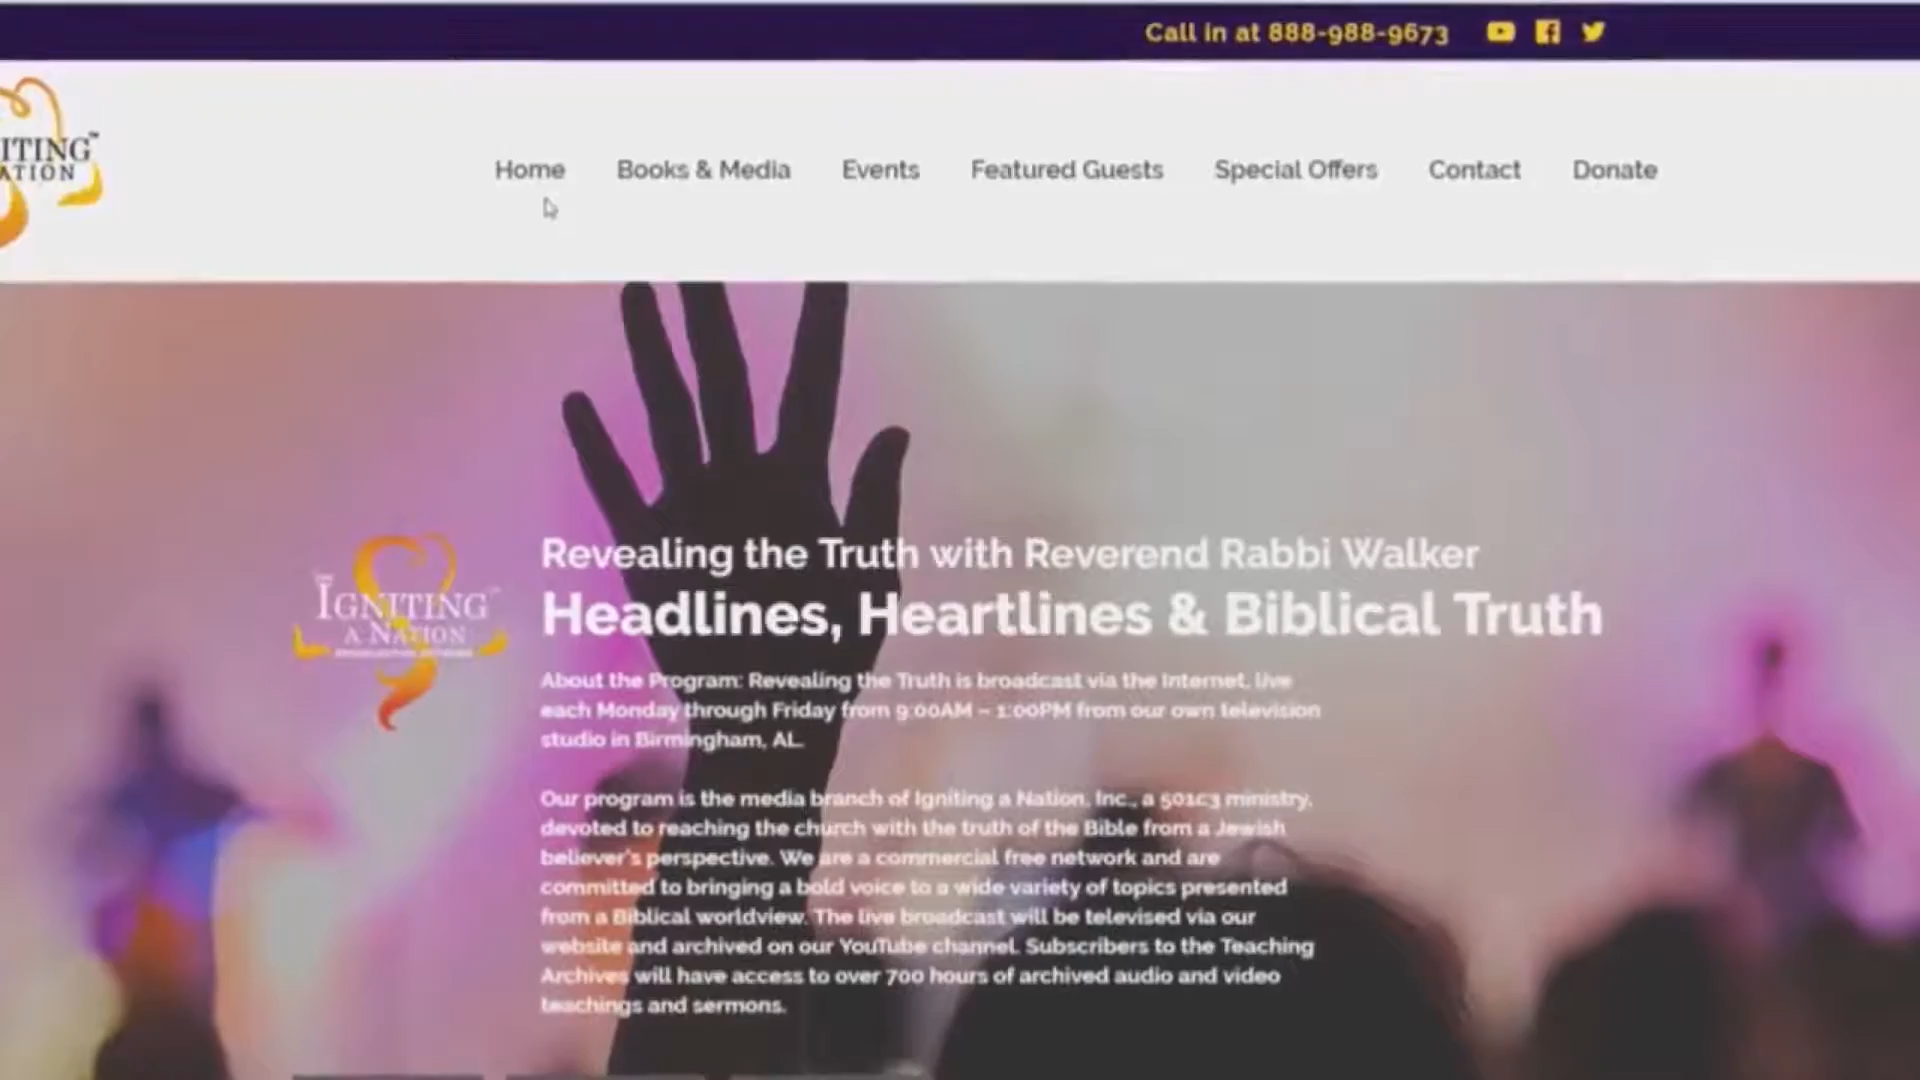 Call in at 888-988-9673
ITING™
ATION
Home Books & Media Events Featured Guests Special Offers Contact Donate
Revealing the Truth with Reverend Rabbi Walker
Headlines, Heartlines & Biblical Truth
IGNITING
A NATION
About the Program: Revealing the Truth is broadcast via the Internet, live
each Monday through Friday from 9:00AM – 1:00PM from our own television
studio in Birmingham, AL.
Our program is the media branch of Igniting a Nation, Inc., a 501c3 ministry,
devoted to reaching the church with the truth of the Bible from a Jewish
believer's perspective. We are a commercial free network and are
committed to bringing a bold voice to a wide variety of topics presented
from a Biblical worldview. The live broadcast will be televised via our
website and archived on our YouTube channel. Subscribers to the Teaching
Archives will have access to over 700 hours of archived audio and video
teachings and sermons.